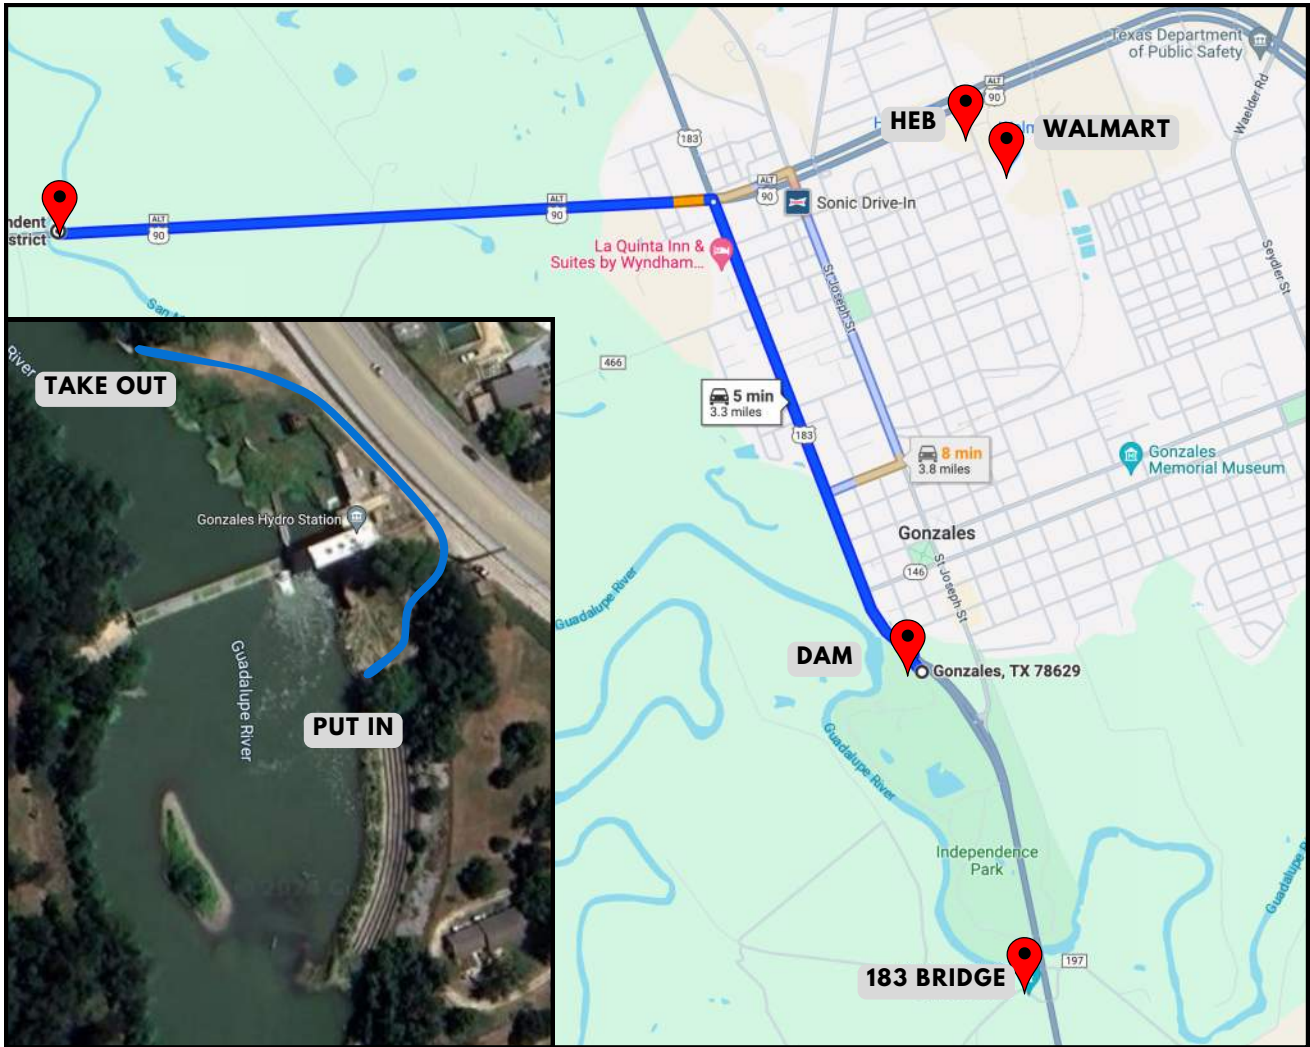 Texas Department
of Public Safety
ALT
90
HEB
WALMART
Waelder Rd
183
ALT
90
Sonic Drive-In
ALT
90
ALT
90
ndent
strict
La Quinta Inn &
Suites by Wyndham...
St Joseph St
Seydler St
San M
466
5 min
3.3 miles
183
8 min
3.8 miles
Gonzales
Memorial Museum
Gonzales
146
St Joseph St
Guadalupe River
DAM
Gonzales, TX 78629
Guadalupe River
Independence
Park
Guadalupe R
183 BRIDGE
197
River
TAKE OUT
Gonzales Hydro Station
Guadalupe River
PUT IN